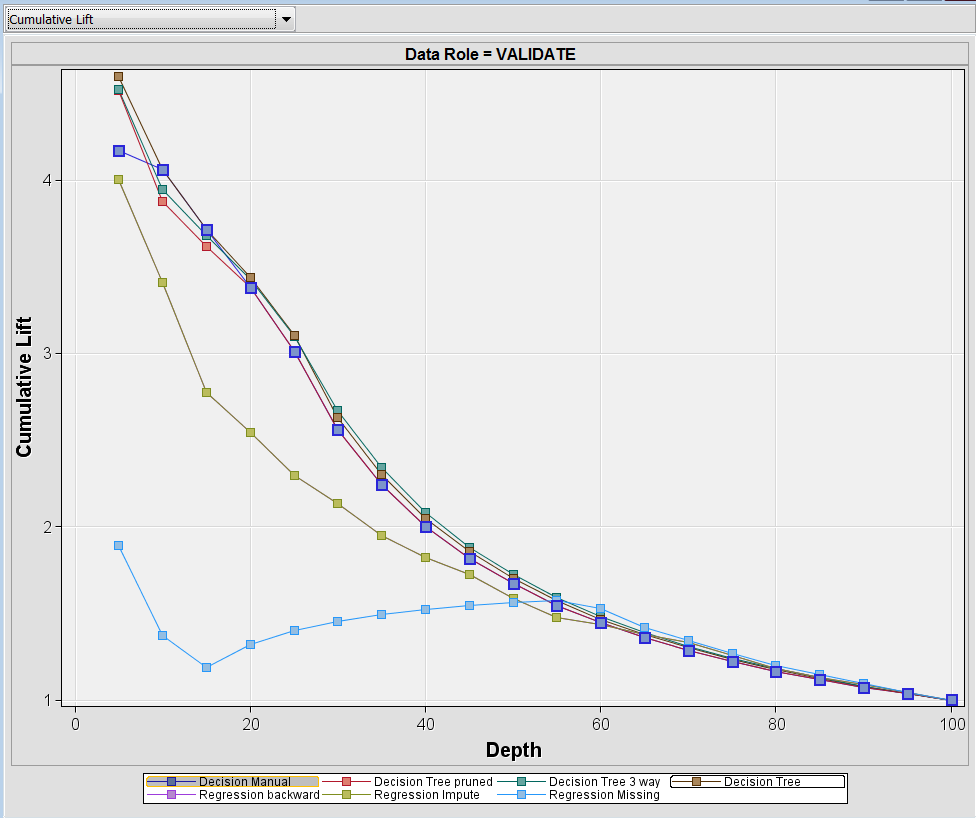 Cumulative Lift
Data Role = VALIDATE
4
3
2
1
Cumulative Lift
0 20 40 60 80 100
Depth
Decision Manual Decision Tree pruned Decision Tree 3 way Decision Tree
Regression backward Regression Impute Regression Missing